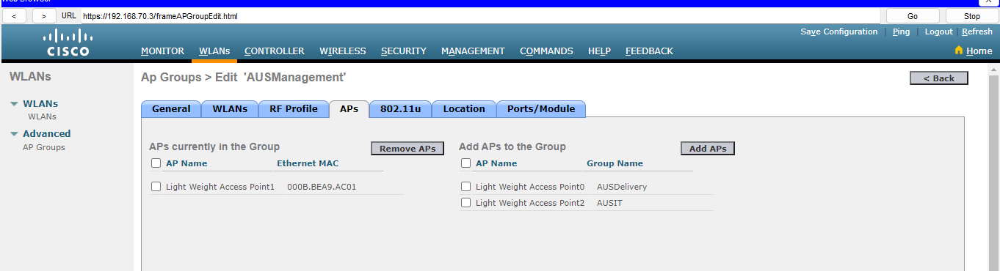 Web Browser X
< > URL https://192.168.70.3/frameAPGroupEdit.html Go Stop
Save Configuration | Ping | Logout | Refresh
CISCO MONITOR WLANs CONTROLLER WIRELESS SECURITY MANAGEMENT COMMANDS HELP FEEDBACK Home
WLANs
WLANs
WLANs
Advanced
AP Groups
Ap Groups > Edit 'AUSManagement' < Back
General WLANs RF Profile APs 802.11u Location Ports/Module
APs currently in the Group Remove APs
AP Name Ethernet MAC
Light Weight Access Point1 000B.BEA9.AC01
Add APs to the Group Add APs
AP Name Group Name
Light Weight Access Point0 AUSDelivery
Light Weight Access Point2 AUSIT